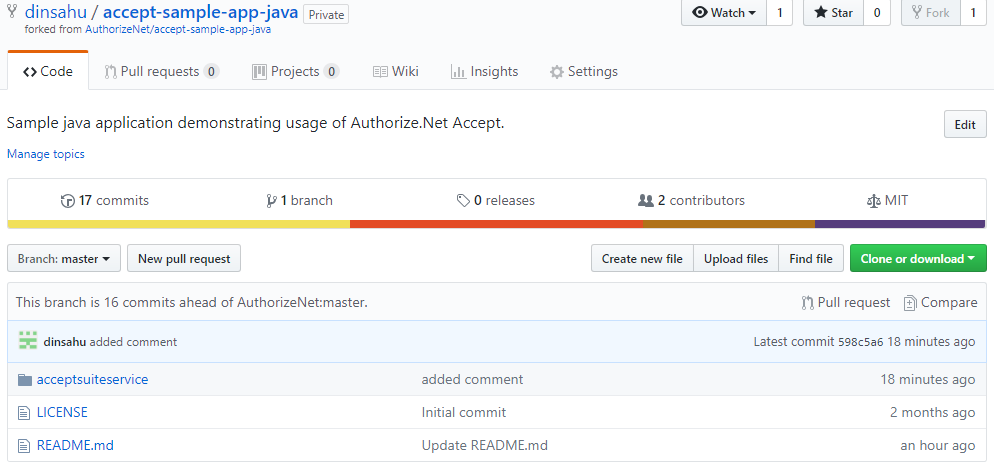 dinsahu / accept-sample-app-java Private Watch 1 Star 0 Fork 1
forked from AuthorizeNet/accept-sample-app-java
Code Pull requests 0 Projects 0 Wiki Insights Settings
Sample java application demonstrating usage of Authorize.Net Accept. Edit
Manage topics
17 commits 1 branch 0 releases 2 contributors MIT
Branch: master New pull request Create new file Upload files Find file Clone or download
This branch is 16 commits ahead of AuthorizeNet:master. Pull request Compare
dinsahu added comment Latest commit 598c5a6 18 minutes ago
acceptsuiteservice added comment 18 minutes ago
LICENSE Initial commit 2 months ago
README.md Update README.md an hour ago